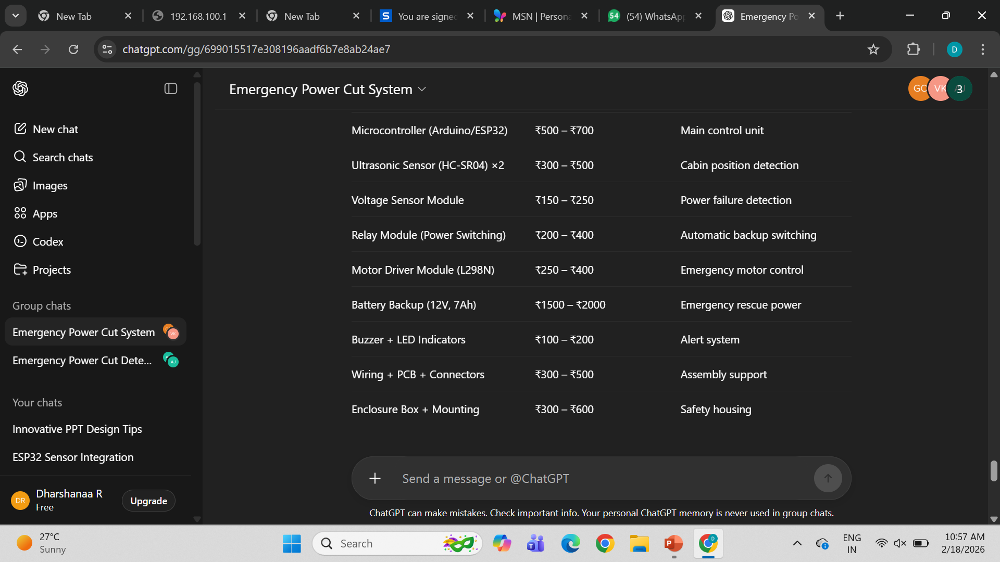 New Tab
192.168.100.1
New Tab
S
You are signe
MSN | Persona
54
(54) WhatsApp
Emergency Po
chatgpt.com/gg/699015517e308196aadf6b7e8ab24ae7
D
Emergency Power Cut System
GC
VK
3
New chat
Search chats
Images
Apps
Codex
Projects
Group chats
Emergency Power Cut System
VK
Emergency Power Cut Dete...
AJ
Your chats
Innovative PPT Design Tips
ESP32 Sensor Integration
DR
Dharshanaa R
Free
Upgrade
Microcontroller (Arduino/ESP32) ₹500 – ₹700 Main control unit
Ultrasonic Sensor (HC-SR04) ×2 ₹300 – ₹500 Cabin position detection
Voltage Sensor Module ₹150 – ₹250 Power failure detection
Relay Module (Power Switching) ₹200 – ₹400 Automatic backup switching
Motor Driver Module (L298N) ₹250 – ₹400 Emergency motor control
Battery Backup (12V, 7Ah) ₹1500 – ₹2000 Emergency rescue power
Buzzer + LED Indicators ₹100 – ₹200 Alert system
Wiring + PCB + Connectors ₹300 – ₹500 Assembly support
Enclosure Box + Mounting ₹300 – ₹600 Safety housing
Send a message or @ChatGPT
ChatGPT can make mistakes. Check important info. Your personal ChatGPT memory is never used in group chats.
27°C
Sunny
Search
T
P
D
ENG
IN
10:57 AM
2/18/2026